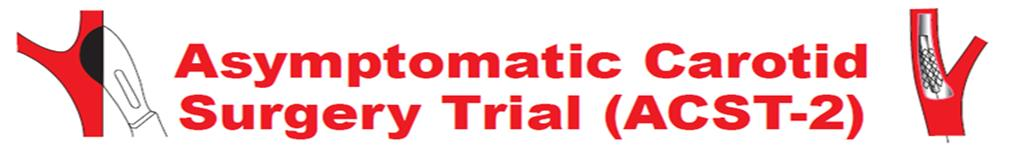 Asymptomatic Carotid
Surgery Trial (ACST-2)